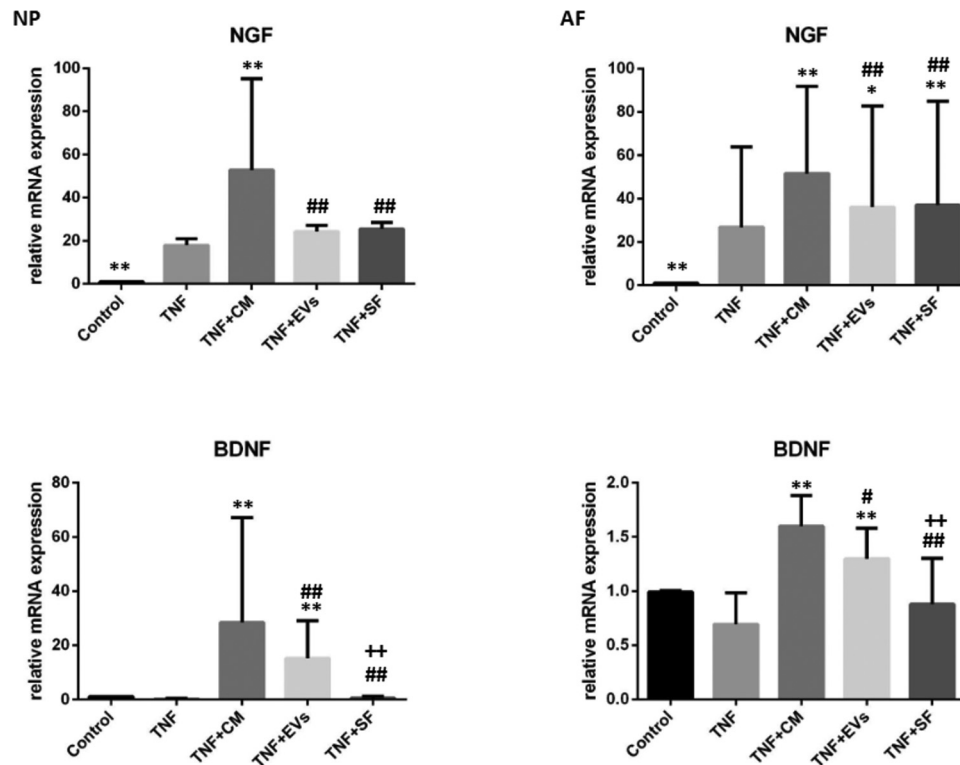 NP
NGF
relative mRNA expression
100
80
60
40
20
0
**
**
##
##
Control
TNF
TNF+CM
TNF+EVs
TNF+SF
AF
NGF
relative mRNA expression
100
80
60
40
20
0
**
**
##
*
##
**
Control
TNF
TNF+CM
TNF+EVs
TNF+SF
BDNF
relative mRNA expression
80
60
40
20
0
**
##
**
‡‡
##
Control
TNF
TNF+CM
TNF+EVs
TNF+SF
BDNF
relative mRNA expression
2.0
1.5
1.0
0.5
0.0
**
#
**
‡‡
##
Control
TNF
TNF+CM
TNF+EVs
TNF+SF